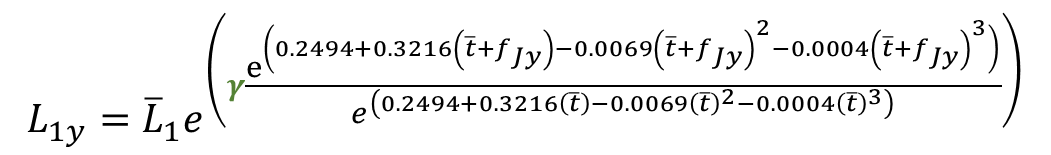 L_{1y} = \bar{L}_1 e^{\left(\gamma \frac{e^{\left(0.2494+0.3216\left(\bar{t}+f_{Jy}\right)-0.0069\left(\bar{t}+f_{Jy}\right)^2-0.0004\left(\bar{t}+f_{Jy}\right)^3\right)}}{e^{\left(0.2494+0.3216(\bar{t})-0.0069(\bar{t})^2-0.0004(\bar{t})^3\right)}}\right)}